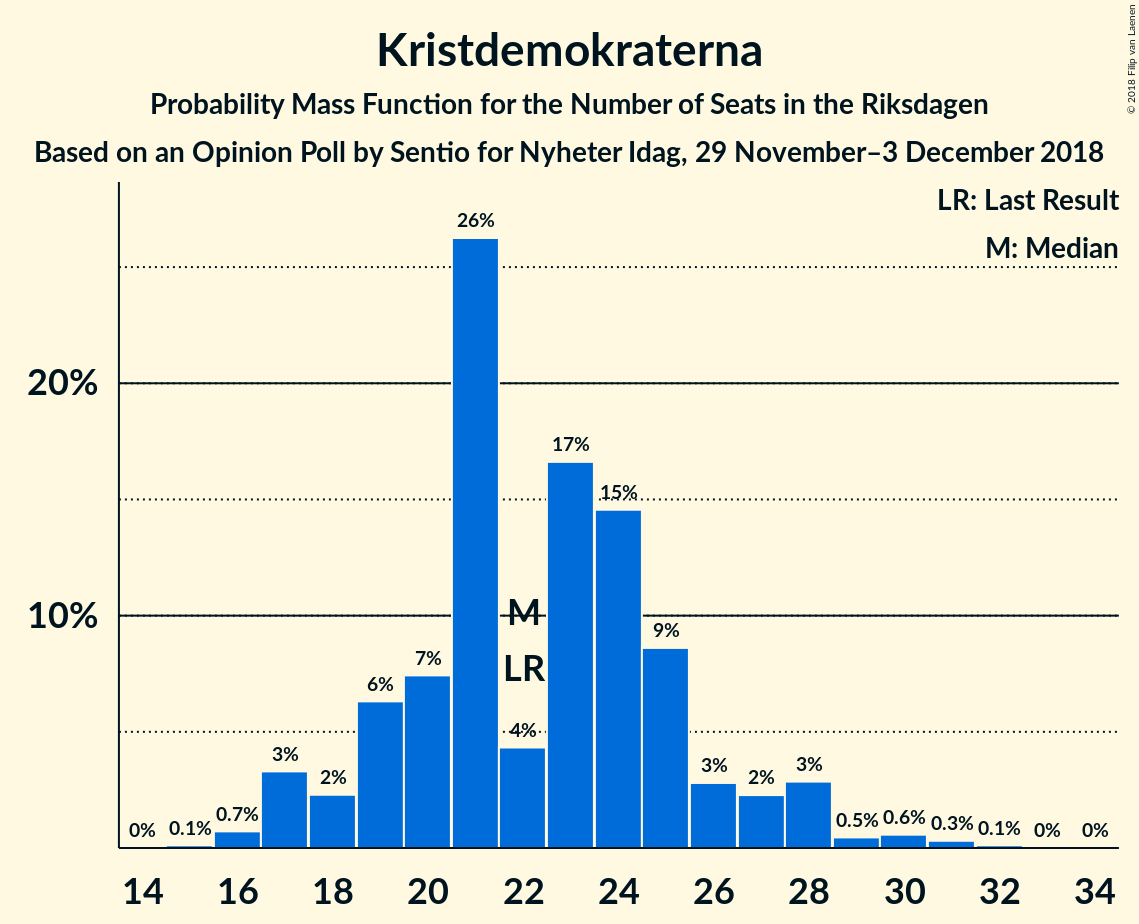 Kristdemokraterna
Probability Mass Function for the Number of Seats in the Riksdagen
Based on an Opinion Poll by Sentio for Nyheter Idag, 29 November–3 December 2018
© 2018 Filip van Laenen
LR: Last Result
M: Median
20%
10%
0%
0.1%
0.7%
3%
2%
6%
7%
26%
M
LR
4%
17%
15%
9%
3%
2%
3%
0.5%
0.6%
0.3%
0.1%
0%
0%
14 16 18 20 22 24 26 28 30 32 34